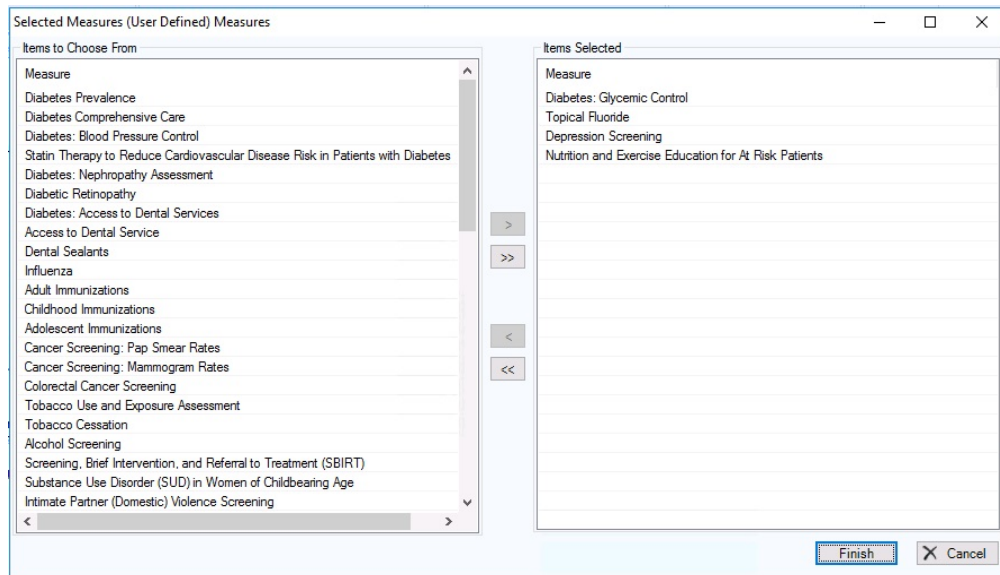 Selected Measures (User Defined) Measures
Items to Choose From
Measure
Diabetes Prevalence
Diabetes Comprehensive Care
Diabetes: Blood Pressure Control
Statin Therapy to Reduce Cardiovascular Disease Risk in Patients with Diabetes
Diabetes: Nephropathy Assessment
Diabetic Retinopathy
Diabetes: Access to Dental Services
Access to Dental Service
Dental Sealants
Influenza
Adult Immunizations
Childhood Immunizations
Adolescent Immunizations
Cancer Screening: Pap Smear Rates
Cancer Screening: Mammogram Rates
Colorectal Cancer Screening
Tobacco Use and Exposure Assessment
Tobacco Cessation
Alcohol Screening
Screening, Brief Intervention, and Referral to Treatment (SBIRT)
Substance Use Disorder (SUD) in Women of Childbearing Age
Intimate Partner (Domestic) Violence Screening
>
>>
<
<<
Items Selected
Measure
Diabetes: Glycemic Control
Topical Fluoride
Depression Screening
Nutrition and Exercise Education for At Risk Patients
Finish
Cancel